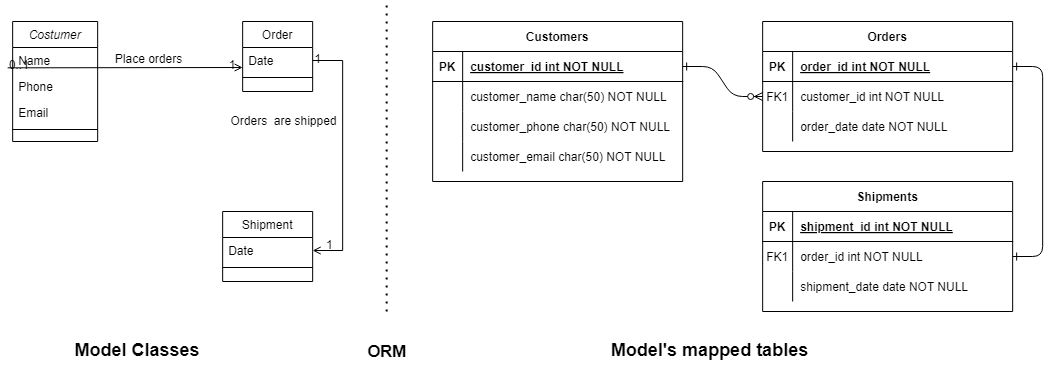 Costumer
Name
Phone
Email
0..1
Place orders
1
Order
Date
1
Orders are shipped
Shipment
Date
1
Customers
PK customer_id int NOT NULL
customer_name char(50) NOT NULL
customer_phone char(50) NOT NULL
customer_email char(50) NOT NULL
Orders
PK order_id int NOT NULL
FK1 customer_id int NOT NULL
order_date date NOT NULL
Shipments
PK shipment_id int NOT NULL
FK1 order_id int NOT NULL
shipment_date date NOT NULL
Model Classes
ORM
Model's mapped tables